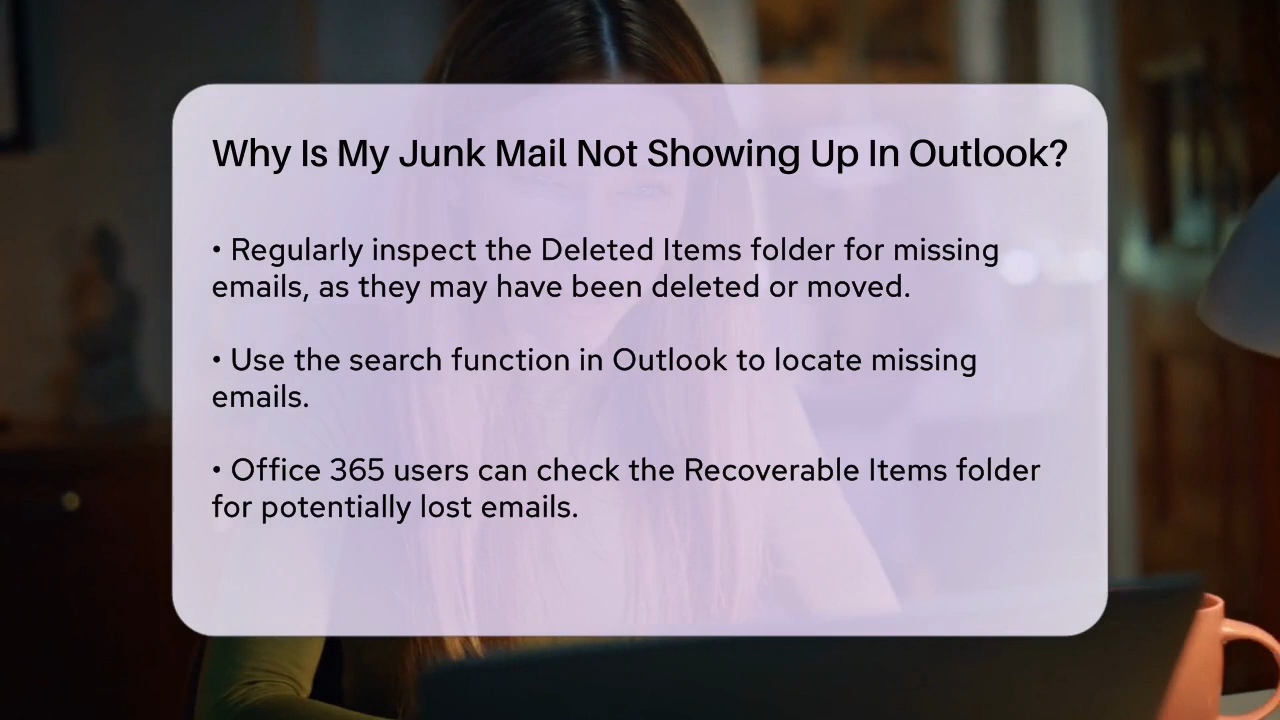 Why Is My Junk Mail Not Showing Up In Outlook?
• Regularly inspect the Deleted Items folder for missing
emails, as they may have been deleted or moved.
• Use the search function in Outlook to locate missing
emails.
• Office 365 users can check the Recoverable Items folder
for potentially lost emails.